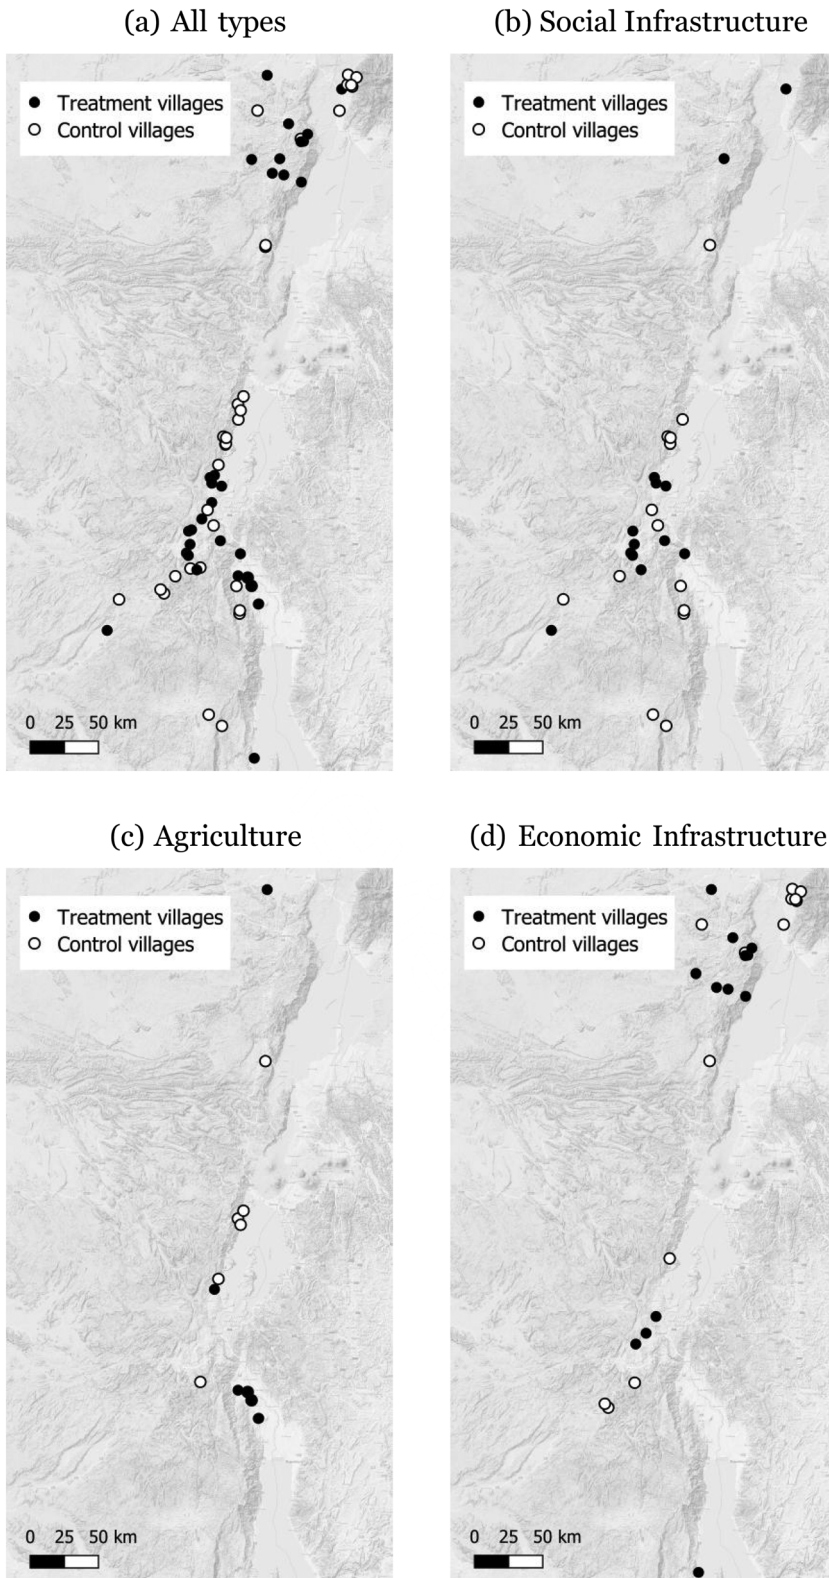 (a) All types
(b) Social Infrastructure
Treatment villages
Control villages
Treatment villages
Control villages
0 25 50 km
0 25 50 km
(c) Agriculture
(d) Economic Infrastructure
Treatment villages
Control villages
Treatment villages
Control villages
0 25 50 km
0 25 50 km